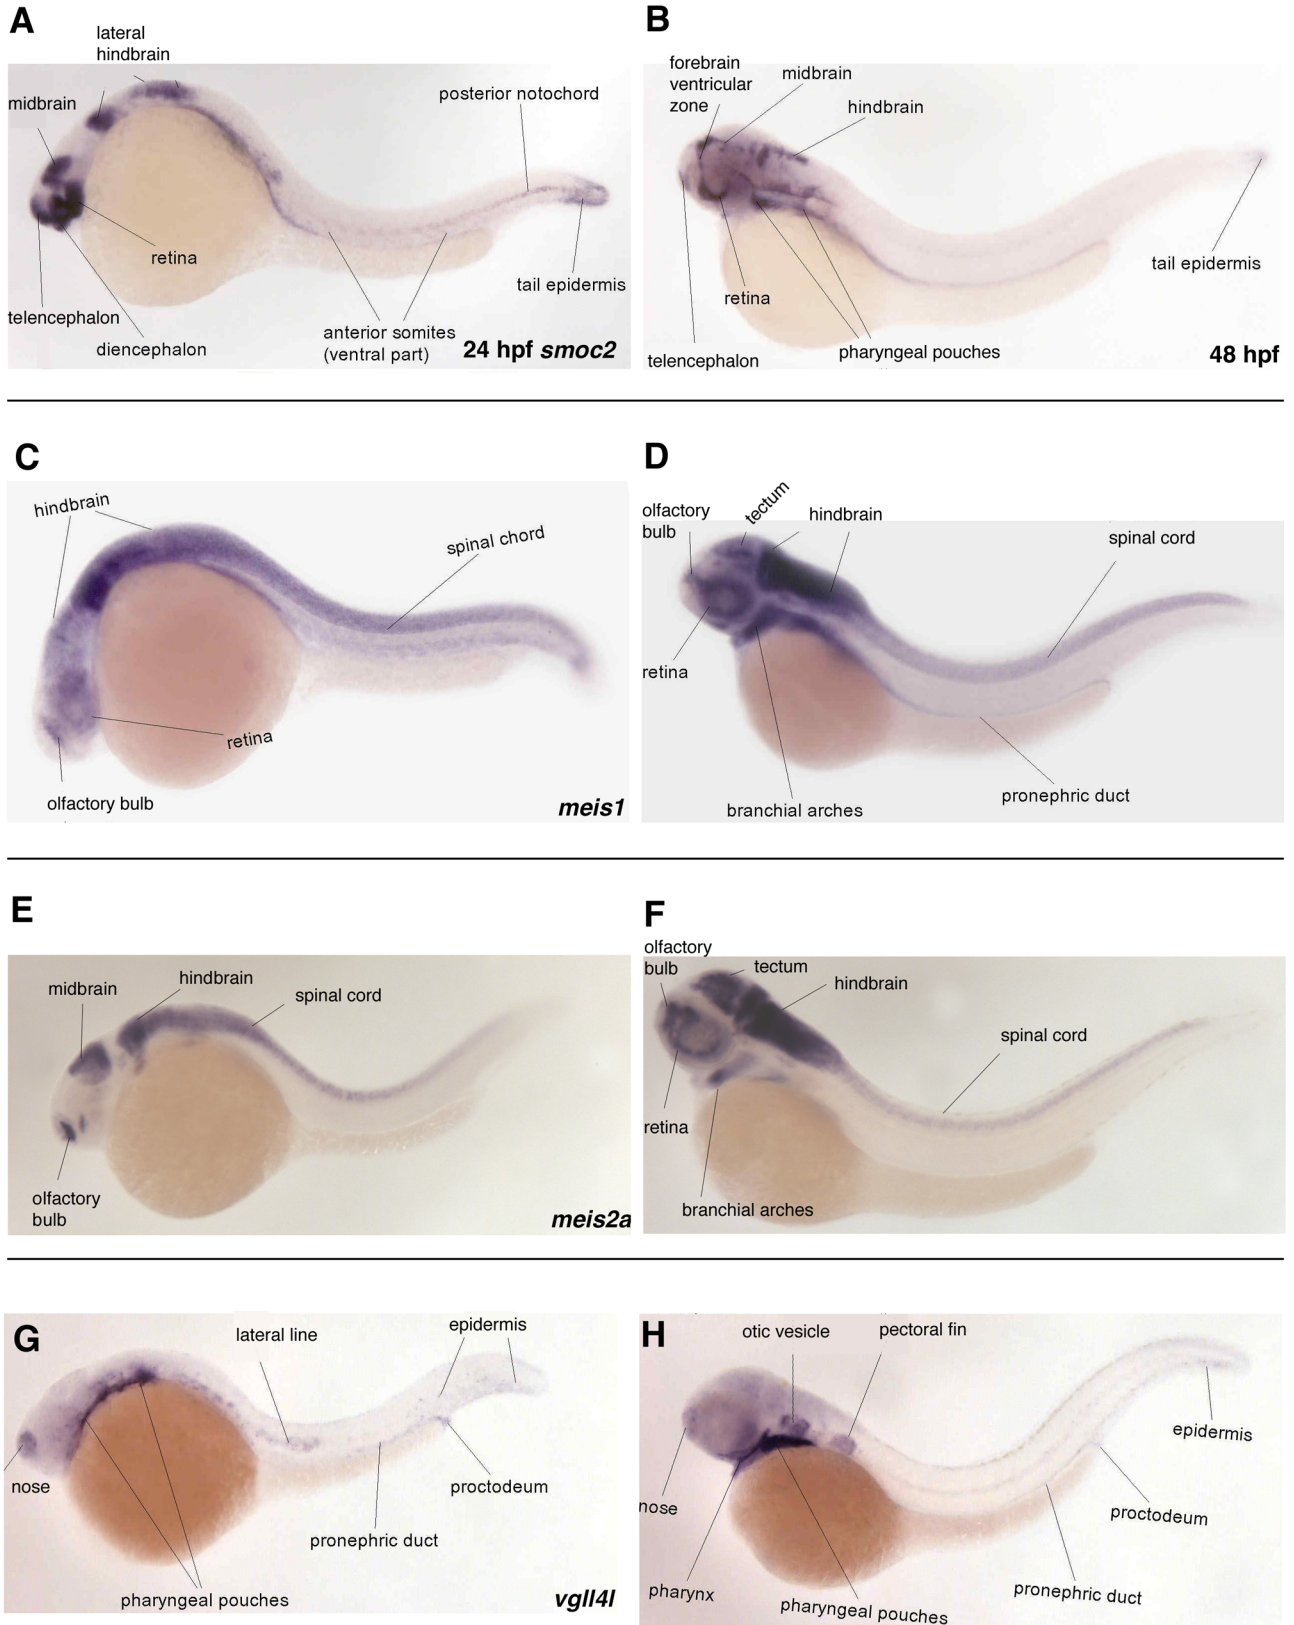 A
lateral
hindbrain
midbrain
posterior notochord
retina
tail epidermis
telencephalon
diencephalon
anterior somites
(ventral part)
24 hpf smoc2
B
forebrain
ventricular
zone
midbrain
hindbrain
tail epidermis
retina
pharyngeal pouches
telencephalon
48 hpf
C
hindbrain
spinal chord
retina
olfactory bulb
meis1
D
olfactory
bulb
tectum
hindbrain
spinal cord
retina
pronephric duct
branchial arches
E
midbrain
hindbrain
spinal cord
olfactory
bulb
meis2a
F
olfactory
bulb
tectum
hindbrain
spinal cord
retina
branchial arches
G
lateral line
epidermis
nose
proctodeum
pronephric duct
pharyngeal pouches
vgll4l
H
otic vesicle
pectoral fin
epidermis
nose
proctodeum
pharynx
pronephric duct
pharyngeal pouches